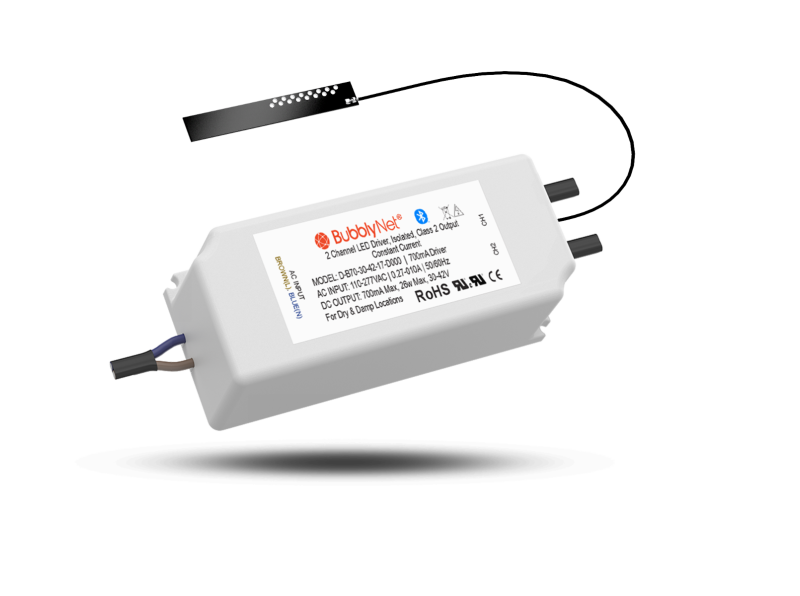 BubblyNet®
2 Channel LED Driver, Isolated, Class 2 Output
Constant Current
MODEL: D-B70-30-42-17-D000 | 700mA Driver
AC INPUT: 110-277VAC | 0.27-010A | 50/60Hz
DC OUTPUT: 700mA Max, 28w Max, 30-42V
For Dry & Damp Locations
RoHS
CE
AC INPUT
BROWN(L), BLUE(N)
CH1
CH2